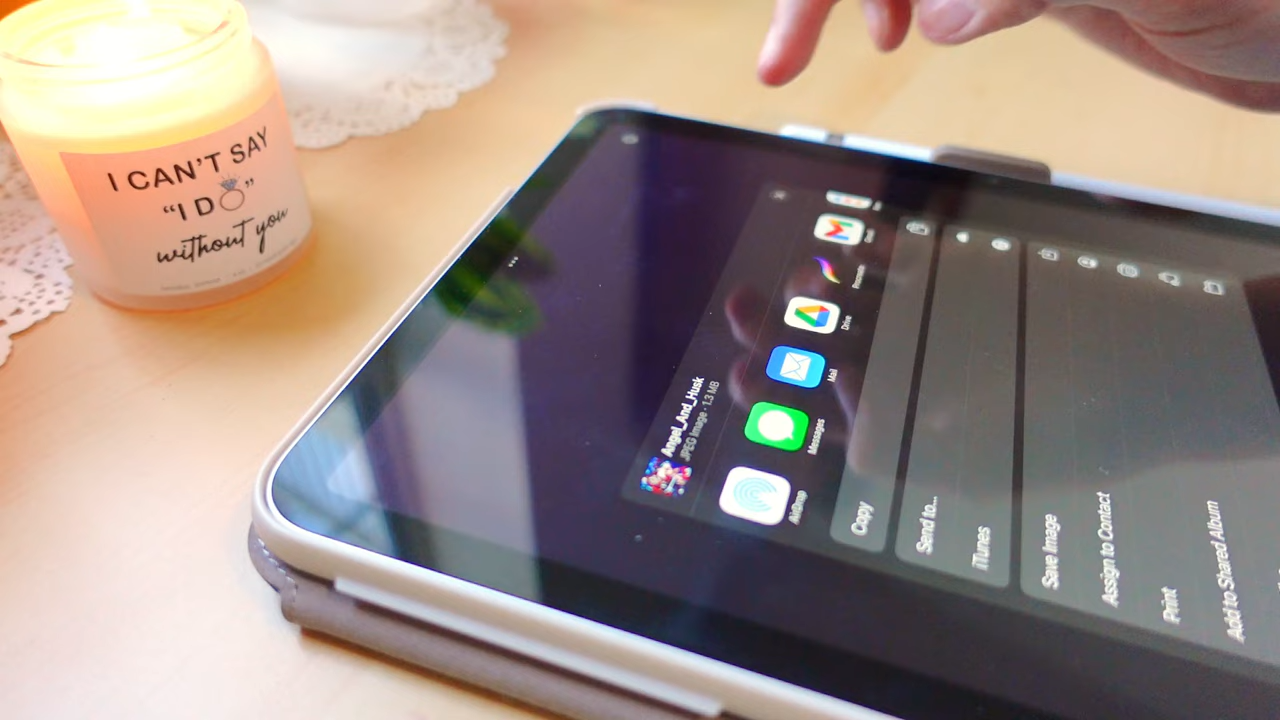 I CAN'T SAY
"I DO"
without you
Angel_And_Husk
JPEG Image · 1.3 MB
AirDrop
Messages
Mail
Drive
Procreate
Copy
Send to...
iTunes
Save Image
Assign to Contact
Print
Add to Shared Album